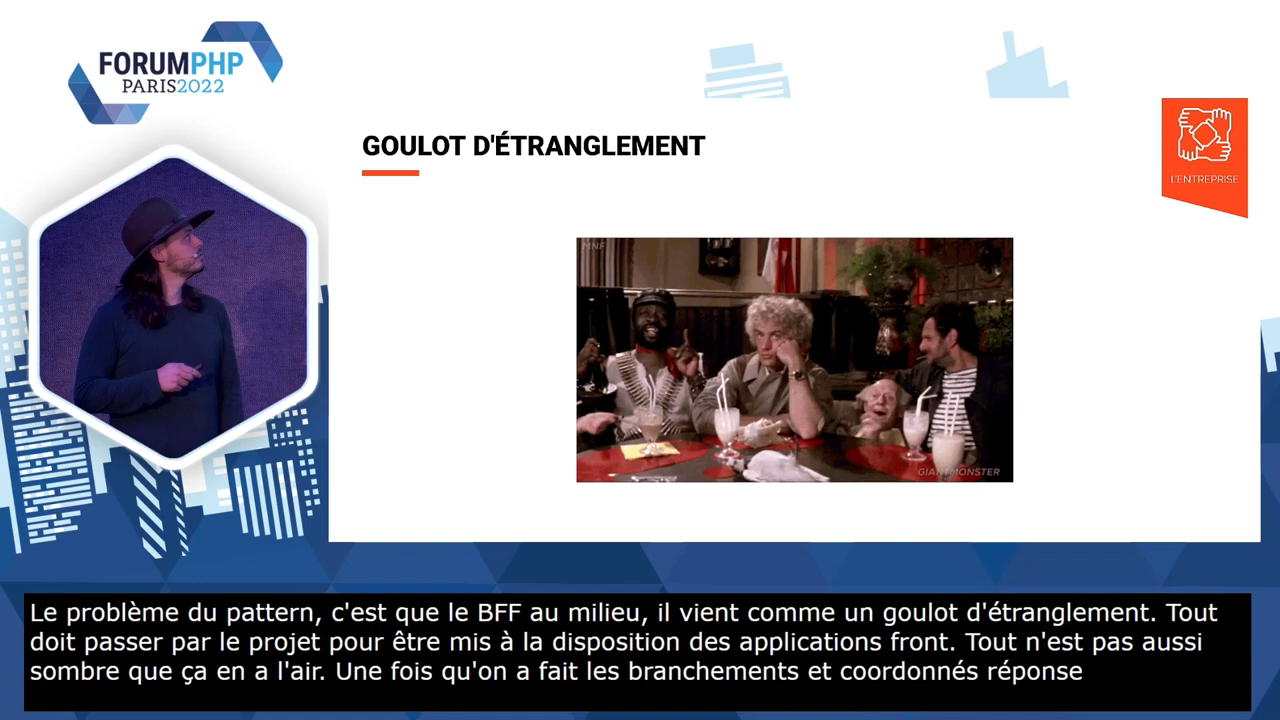 FORUMPHP
PARIS2022
GOULOT D'ÉTRANGLEMENT
L'ENTREPRISE
MNF
GIANTMONSTER
Le problème du pattern, c'est que le BFF au milieu, il vient comme un goulot d'étranglement. Tout
doit passer par le projet pour être mis à la disposition des applications front. Tout n'est pas aussi
sombre que ça en a l'air. Une fois qu'on a fait les branchements et coordonnés réponse